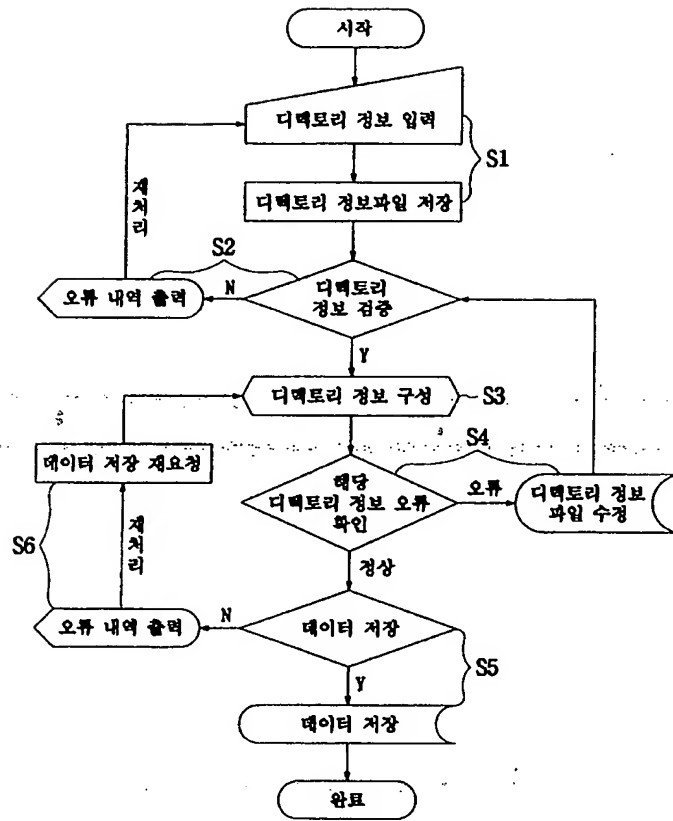 시작
디렉토리 정보 입력
S1
재처리
디렉토리 정보파일 저장
S2
오류 내역 출력
N
디렉토리
정보 검증
Y
디렉토리 정보 구성
S3
데이터 저장 재요청
S4
해당
디렉토리 정보 오류
확인
오류
디렉토리 정보
파일 수정
재처리
S6
정상
오류 내역 출력
N
데이터 저장
S5
Y
데이터 저장
완료